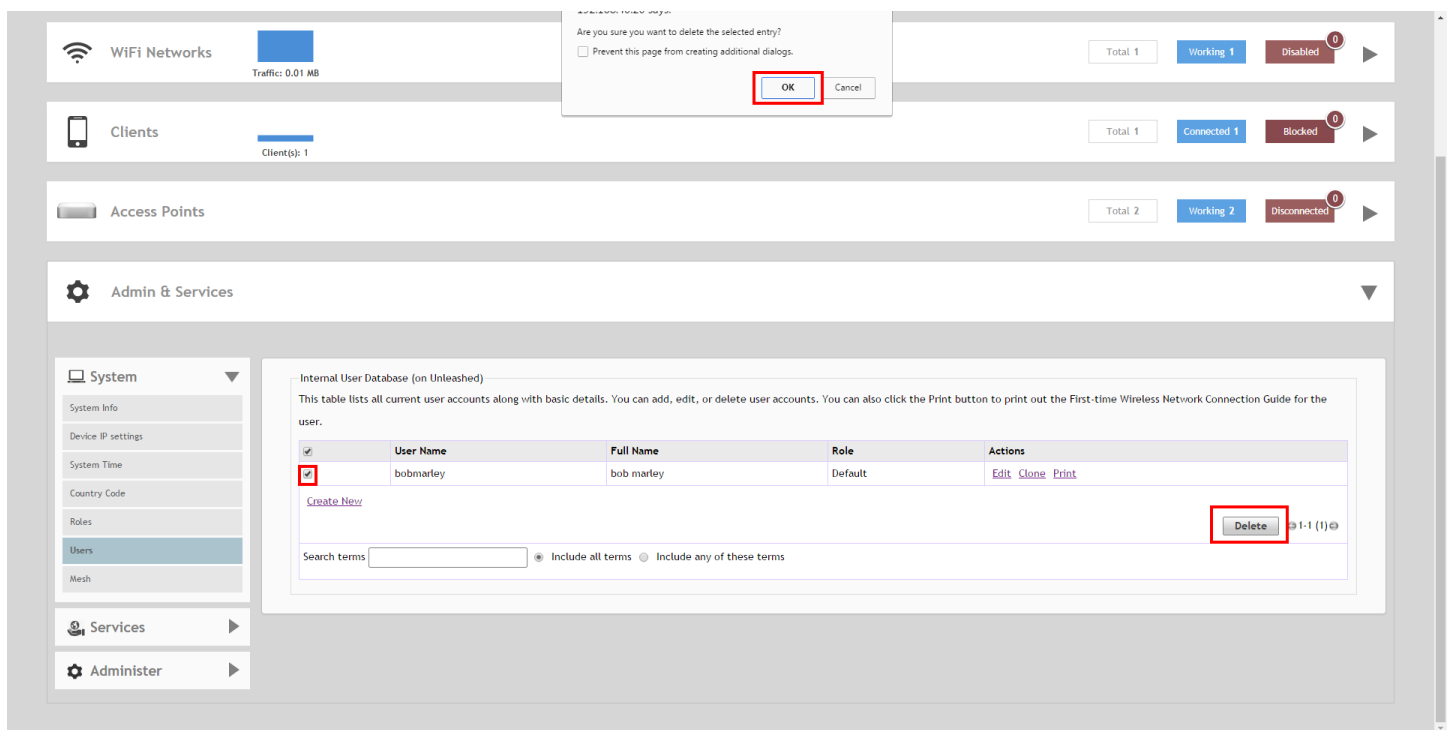 Are you sure you want to delete the selected entry?
Prevent this page from creating additional dialogs.
OK Cancel
WiFi Networks
Traffic: 0.01 MB
Total 1 Working 1 Disabled 0
Clients
Client(s): 1
Total 1 Connected 1 Blocked 0
Access Points
Total 2 Working 2 Disconnected 0
Admin & Services
System
System Info
Device IP settings
System Time
Country Code
Roles
Users
Mesh
Services
Administer
Internal User Database (on Unleashed)
This table lists all current user accounts along with basic details. You can add, edit, or delete user accounts. You can also click the Print button to print out the First-time Wireless Network Connection Guide for the
user.
User Name Full Name Role Actions
bobmarley bob marley Default Edit Clone Print
Create New
Delete 1-1 (1)
Search terms Include all terms Include any of these terms